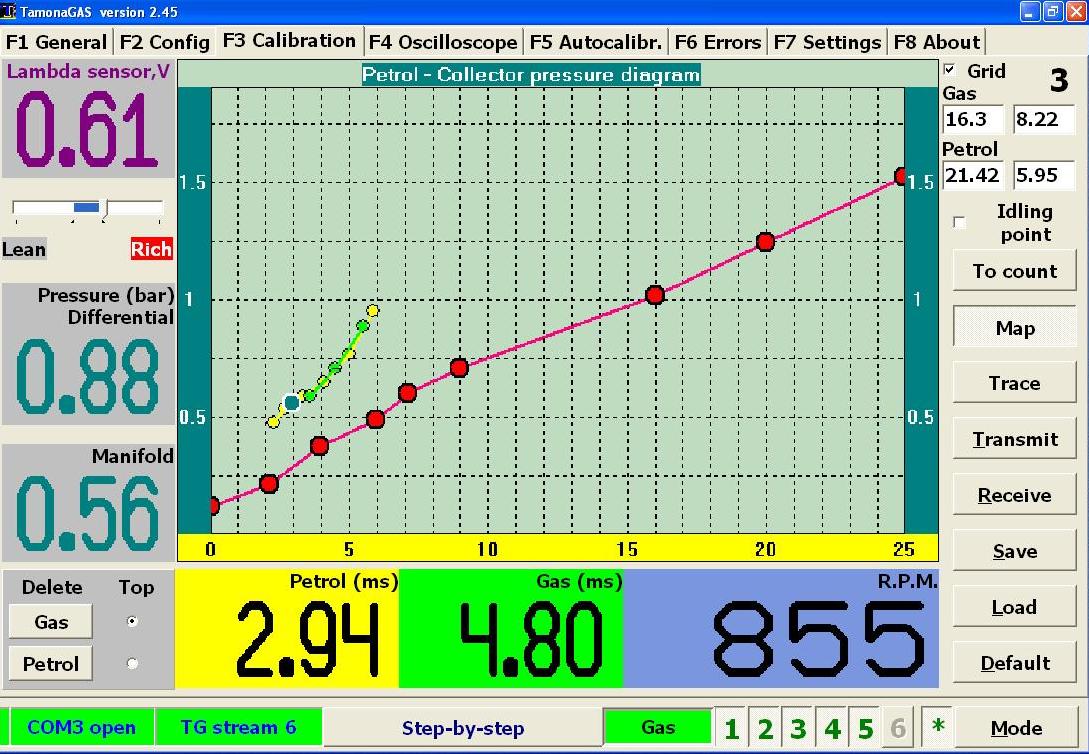 TamonaGAS version 2.45
F1 General F2 Config F3 Calibration F4 Oscilloscope F5 Autocalibr. F6 Errors F7 Settings F8 About
Lambda sensor,V
0.61
Lean Rich
Pressure (bar)
Differential
0.88
Manifold
0.56
Delete Top
Gas
Petrol
Petrol - Collector pressure diagram
1.5 1.5
1 1
0.5 0.5
0 5 10 15 20 25
Petrol (ms) Gas (ms) R.P.M.
2.94 4.80 855
Grid 3
Gas
16.3 8.22
Petrol
21.42 5.95
Idling
point
To count
Map
Trace
Transmit
Receive
Save
Load
Default
COM3 open TG stream 6 Step-by-step Gas 1 2 3 4 5 6 * Mode